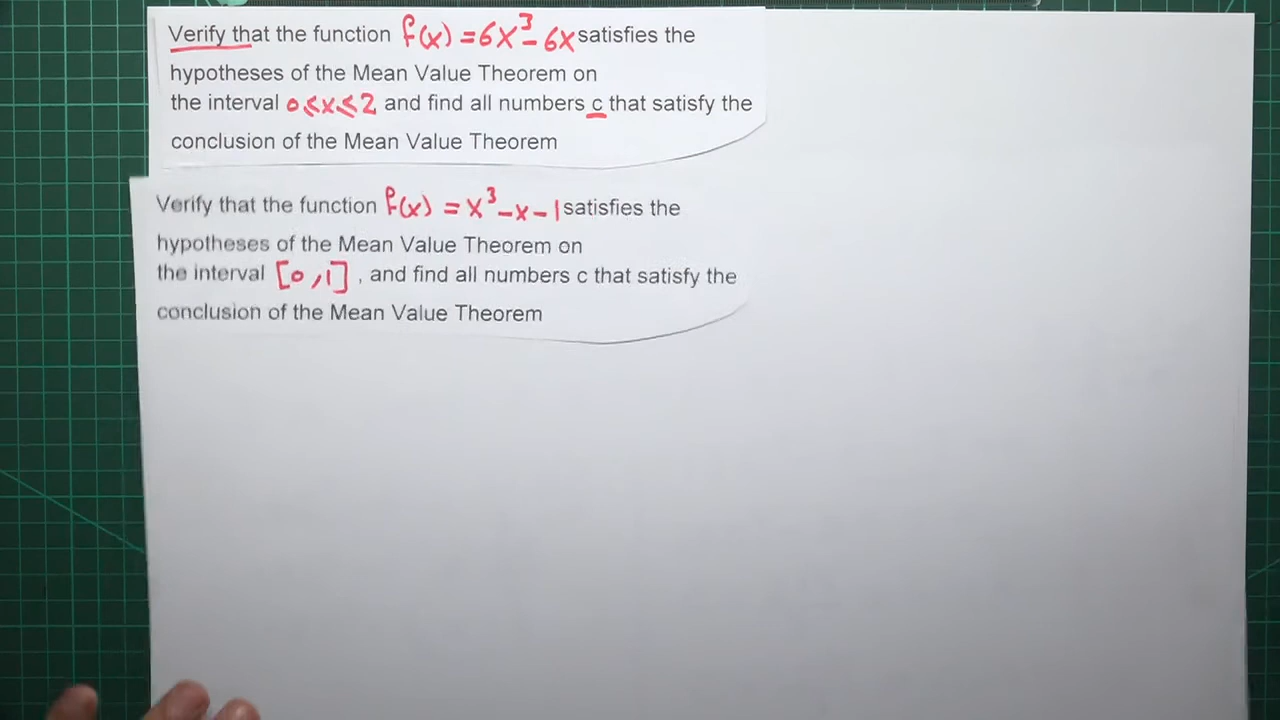 Verify that the function f(x) = 6x³ - 6x satisfies the
hypotheses of the Mean Value Theorem on
the interval 0 ⩽ x ⩽ 2 and find all numbers c that satisfy the
conclusion of the Mean Value Theorem
Verify that the function f(x) = x³ - x - 1 satisfies the
hypotheses of the Mean Value Theorem on
the interval [0,1] , and find all numbers c that satisfy the
conclusion of the Mean Value Theorem